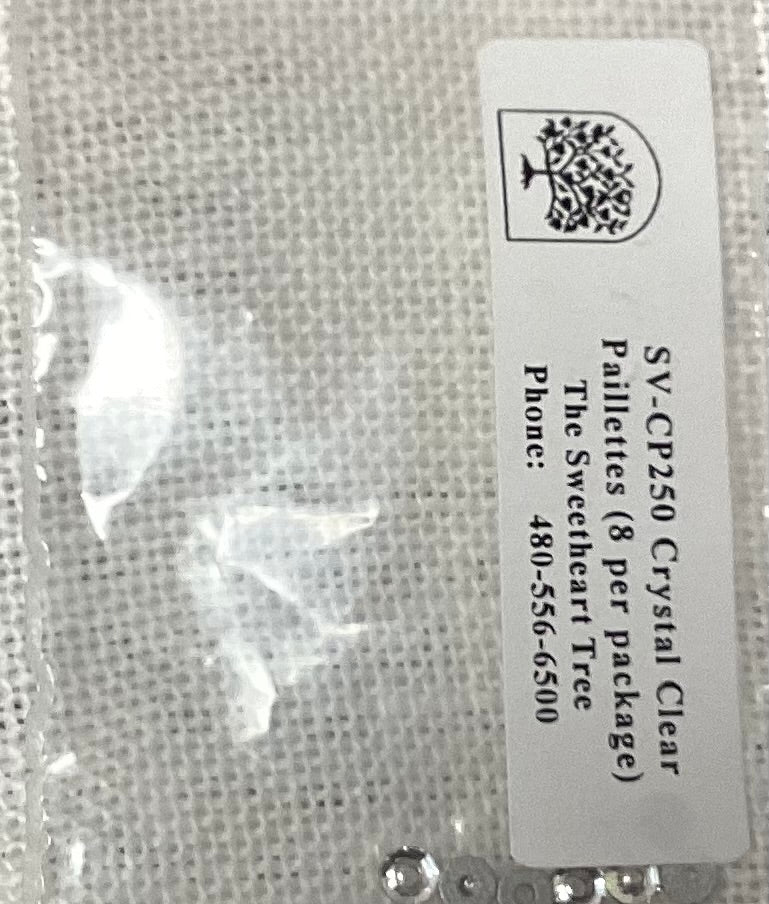 SV-CP250 Crystal Clear
Paillettes (8 per package)
The Sweetheart Tree
Phone: 480-556-6500